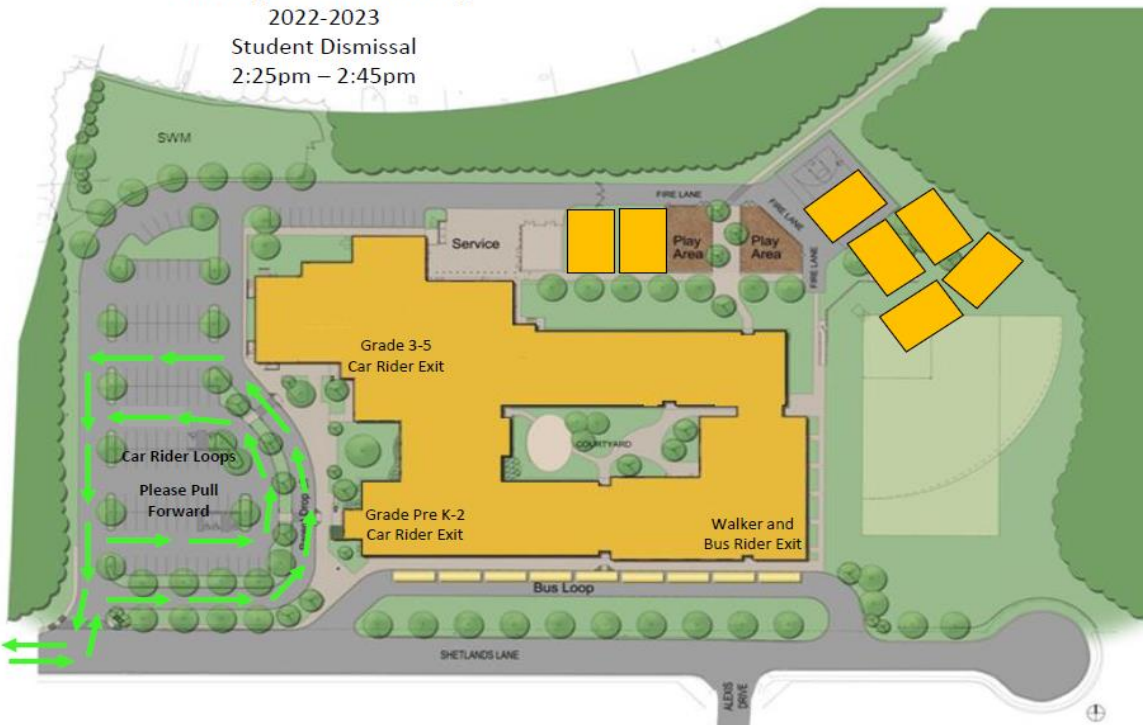 2022-2023
Student Dismissal
2:25pm – 2:45pm
SWM
FIRE LANE
FIRE LANE
FIRE LANE
Service
Play
Area
Play
Area
Grade 3-5
Car Rider Exit
COURTYARD
Car Rider Loops
Please Pull
Forward
Drop
Grade Pre K-2
Car Rider Exit
Walker and
Bus Rider Exit
Bus Loop
SHETLANDS LANE
ALEXIS
DRIVE